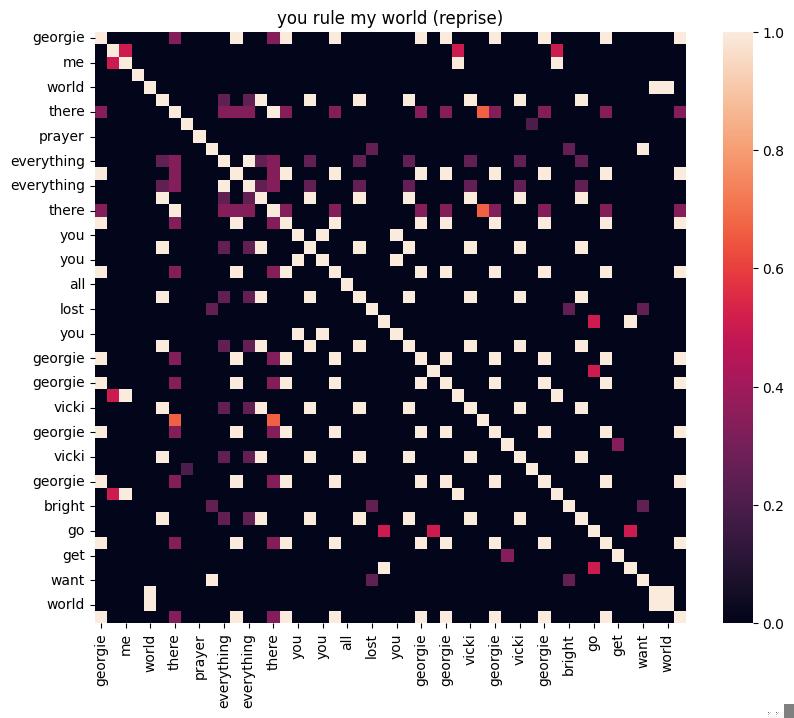 you rule my world (reprise)
georgie
me
world
there
prayer
everything
everything
there
you
you
all
lost
you
georgie
georgie
vicki
georgie
vicki
georgie
bright
go
get
want
world
1.0
0.8
0.6
0.4
0.2
0.0
georgie
me
world
there
prayer
everything
everything
there
you
you
all
lost
you
georgie
georgie
vicki
georgie
vicki
georgie
bright
go
get
want
world